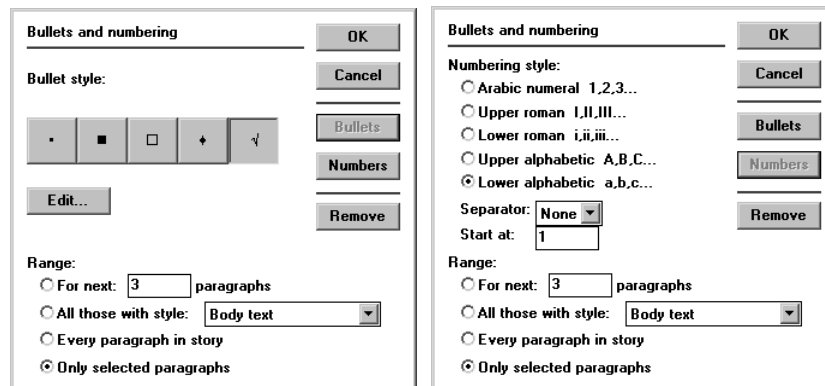 Bullets and numbering
OK
Bullet style:
Cancel
√
Bullets
Numbers
Edit...
Remove
Range:
For next: 3 paragraphs
All those with style: Body text
Every paragraph in story
Only selected paragraphs
Bullets and numbering
OK
Numbering style:
Cancel
Arabic numeral 1,2,3...
Upper roman I,II,III...
Lower roman i,ii,iii...
Bullets
Upper alphabetic A,B,C...
Numbers
Lower alphabetic a,b,c...
Separator: None
Remove
Start at: 1
Range:
For next: 3 paragraphs
All those with style: Body text
Every paragraph in story
Only selected paragraphs